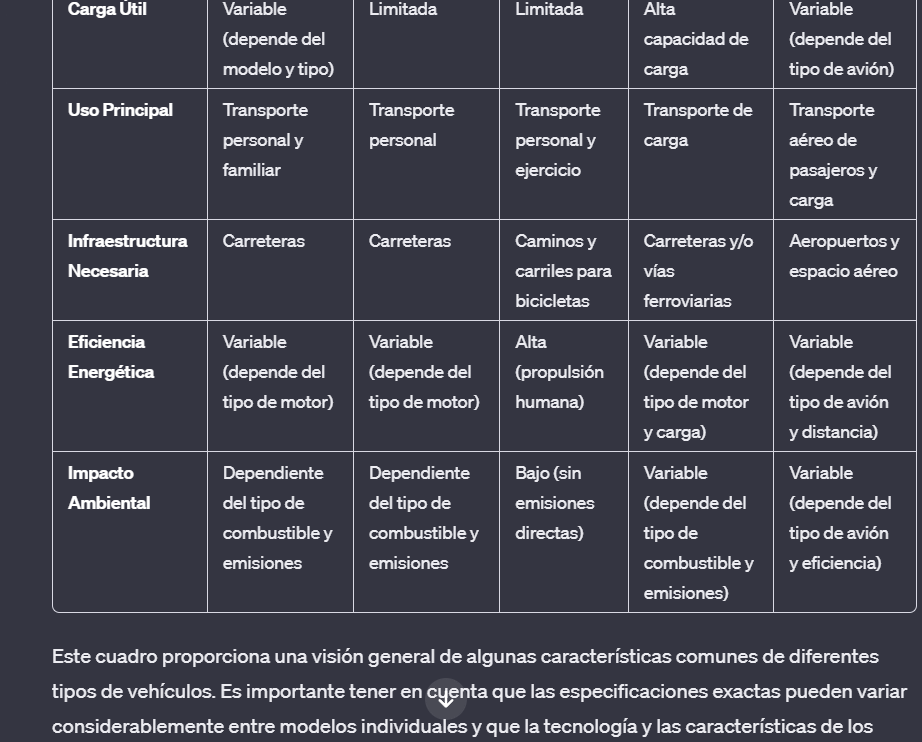 Carga Útil
Variable
(depende del
modelo y tipo)
Limitada
Limitada
Alta
capacidad de
carga
Variable
(depende del
tipo de avión)
Uso Principal
Transporte
personal y
familiar
Transporte
personal
Transporte
personal y
ejercicio
Transporte de
carga
Transporte
aéreo de
pasajeros y
carga
Infraestructura
Necesaria
Carreteras
Carreteras
Caminos y
carriles para
bicicletas
Carreteras y/o
vías
ferroviarias
Aeropuertos y
espacio aéreo
Eficiencia
Energética
Variable
(depende del
tipo de motor)
Variable
(depende del
tipo de motor)
Alta
(propulsión
humana)
Variable
(depende del
tipo de motor
y carga)
Variable
(depende del
tipo de avión
y distancia)
Impacto
Ambiental
Dependiente
del tipo de
combustible y
emisiones
Dependiente
del tipo de
combustible y
emisiones
Bajo (sin
emisiones
directas)
Variable
(depende del
tipo de
combustible y
emisiones)
Variable
(depende del
tipo de avión
y eficiencia)
Este cuadro proporciona una visión general de algunas características comunes de diferentes
tipos de vehículos. Es importante tener en cuenta que las especificaciones exactas pueden variar
considerablemente entre modelos individuales y que la tecnología y las características de los